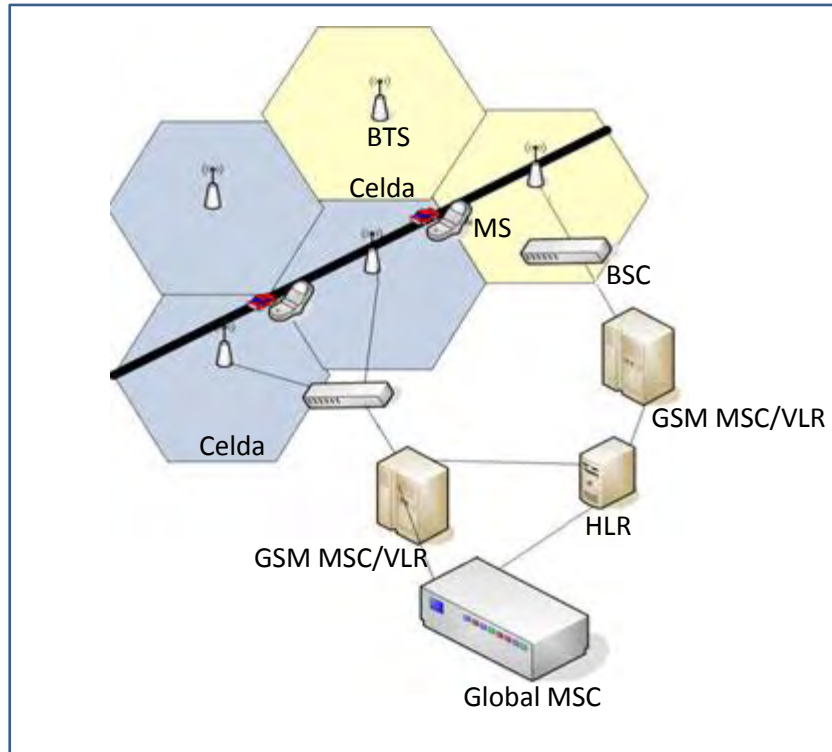 BTS
Celda
MS
BSC
GSM MSC/VLR
Celda
HLR
GSM MSC/VLR
Global MSC